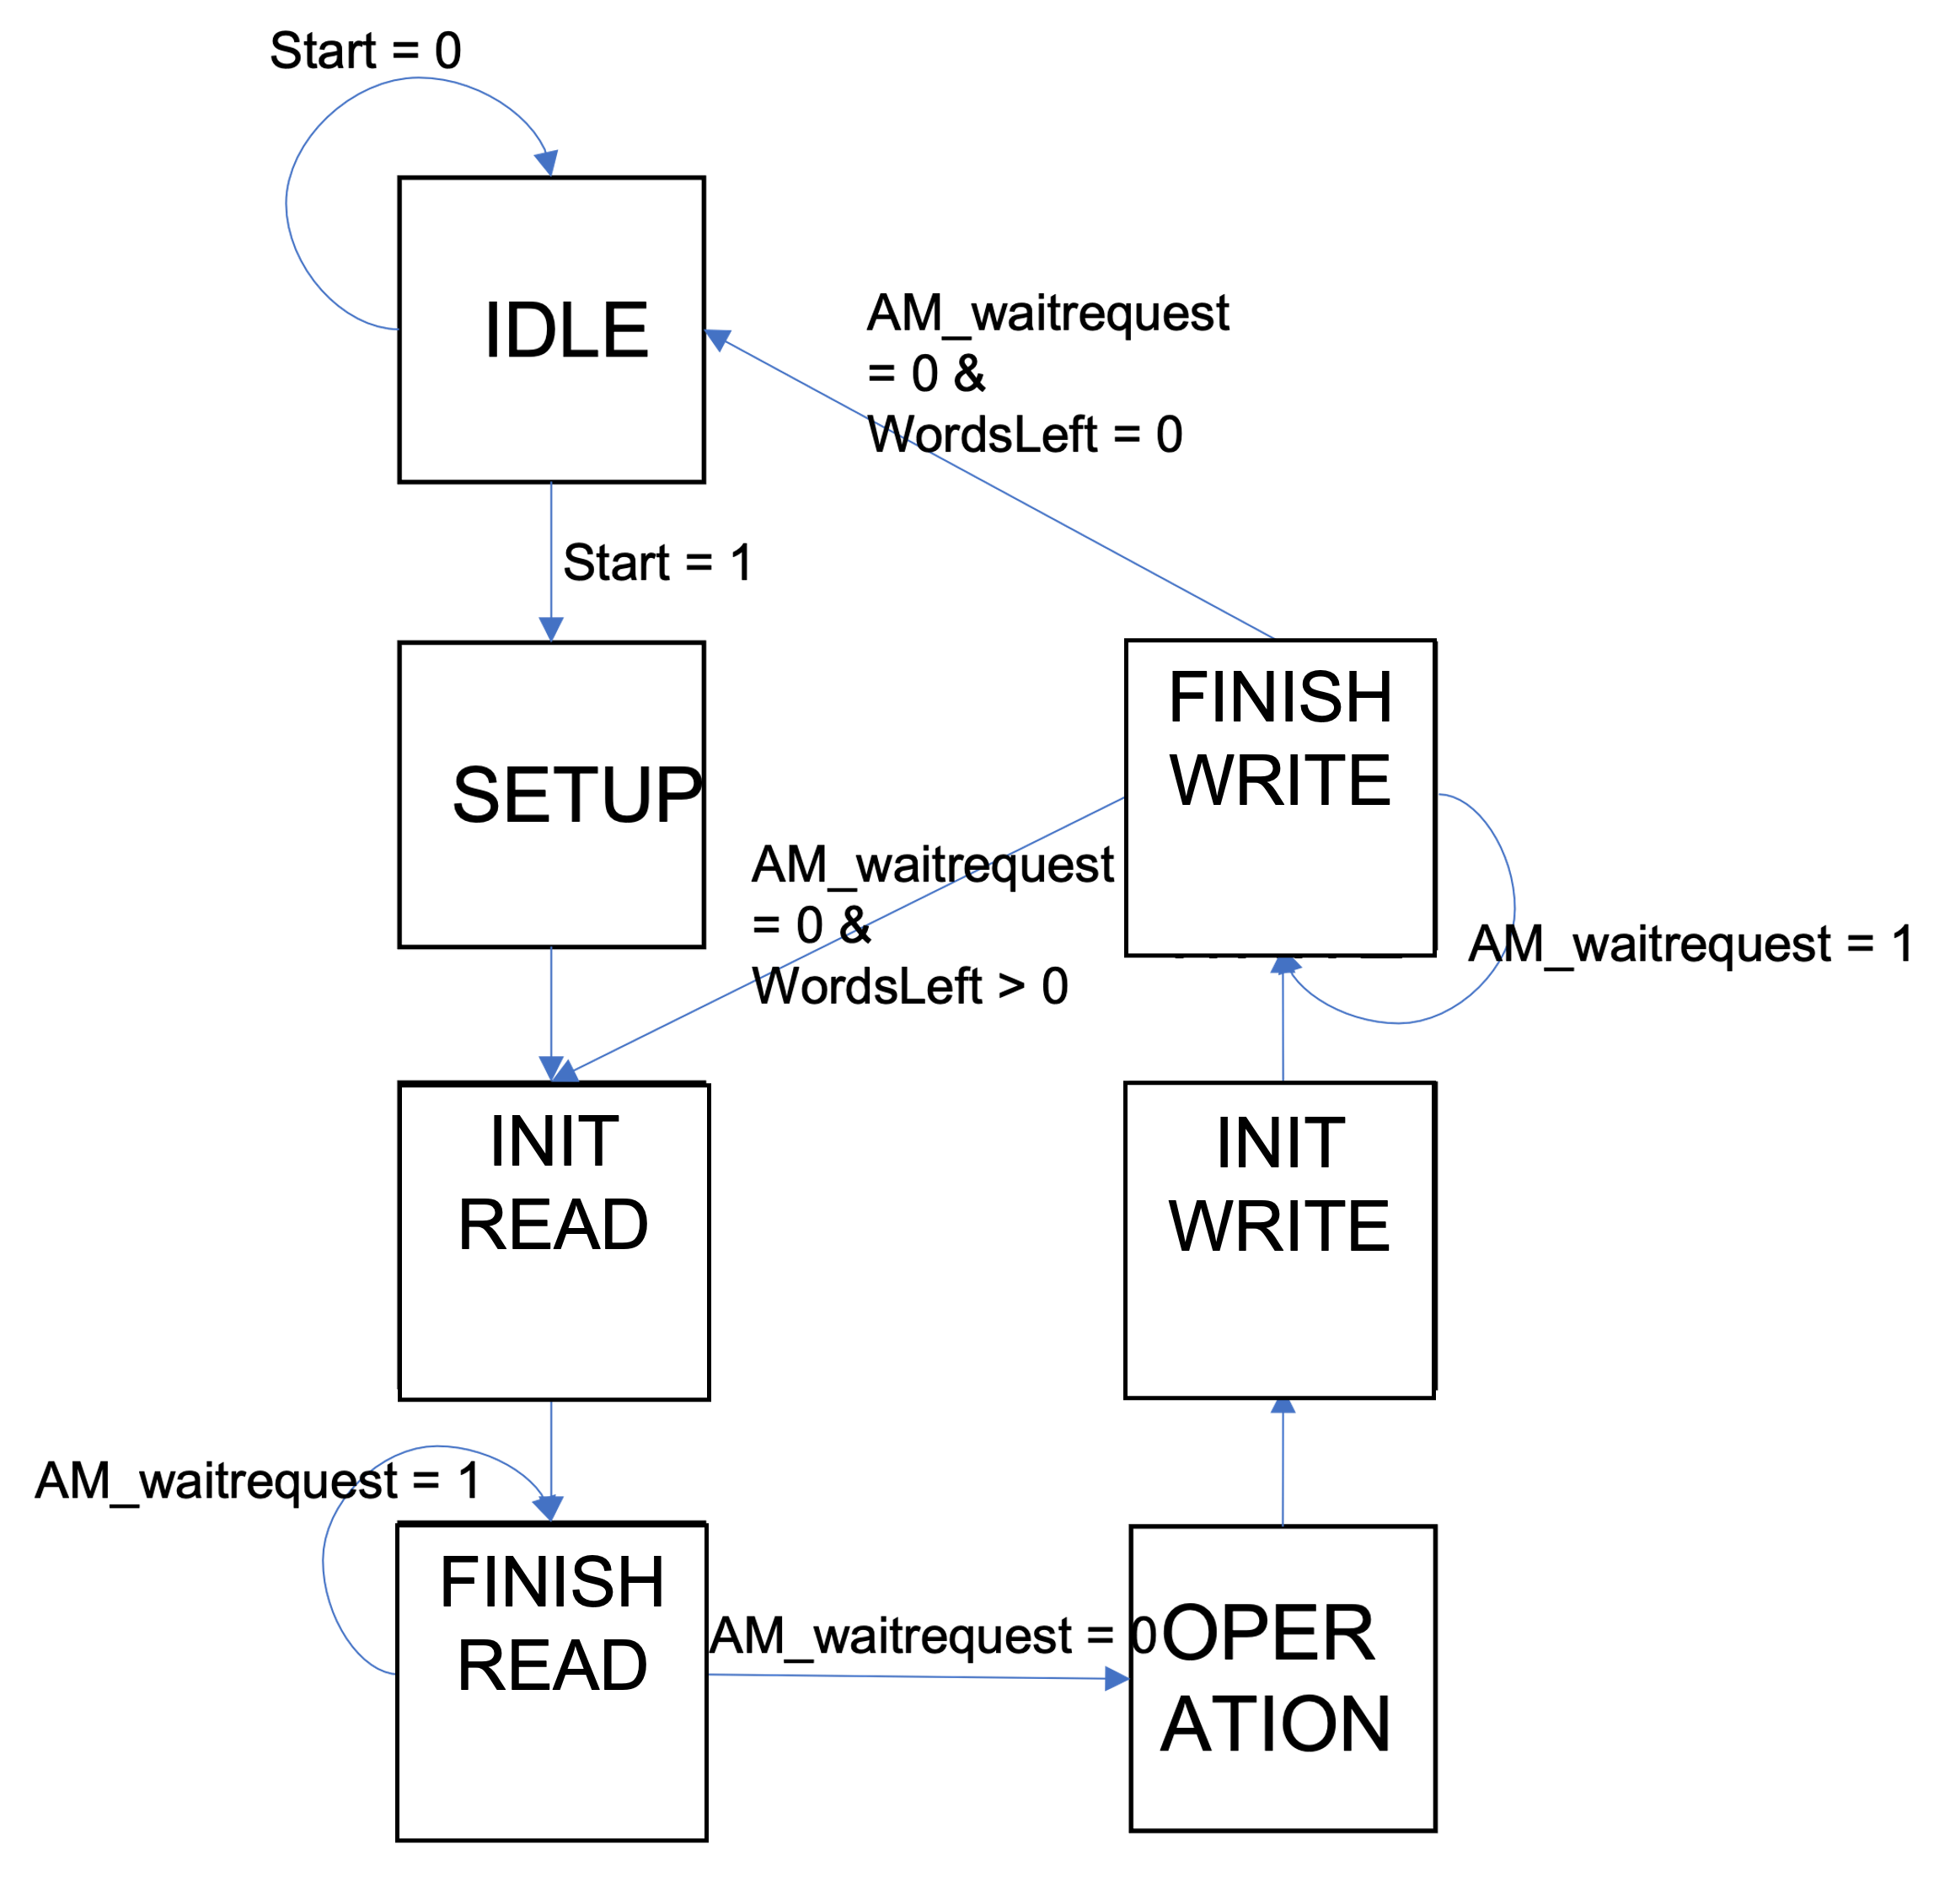 Start = 0
IDLE
AM_waitrequest
= 0 &
WordsLeft = 0
Start = 1
SETUP
FINISH
WRITE
AM_waitrequest
= 0 &
WordsLeft > 0
AM_waitrequest = 1
INIT
READ
INIT
WRITE
AM_waitrequest = 1
FINISH
READ
AM_waitrequest = 0
OPER
ATION